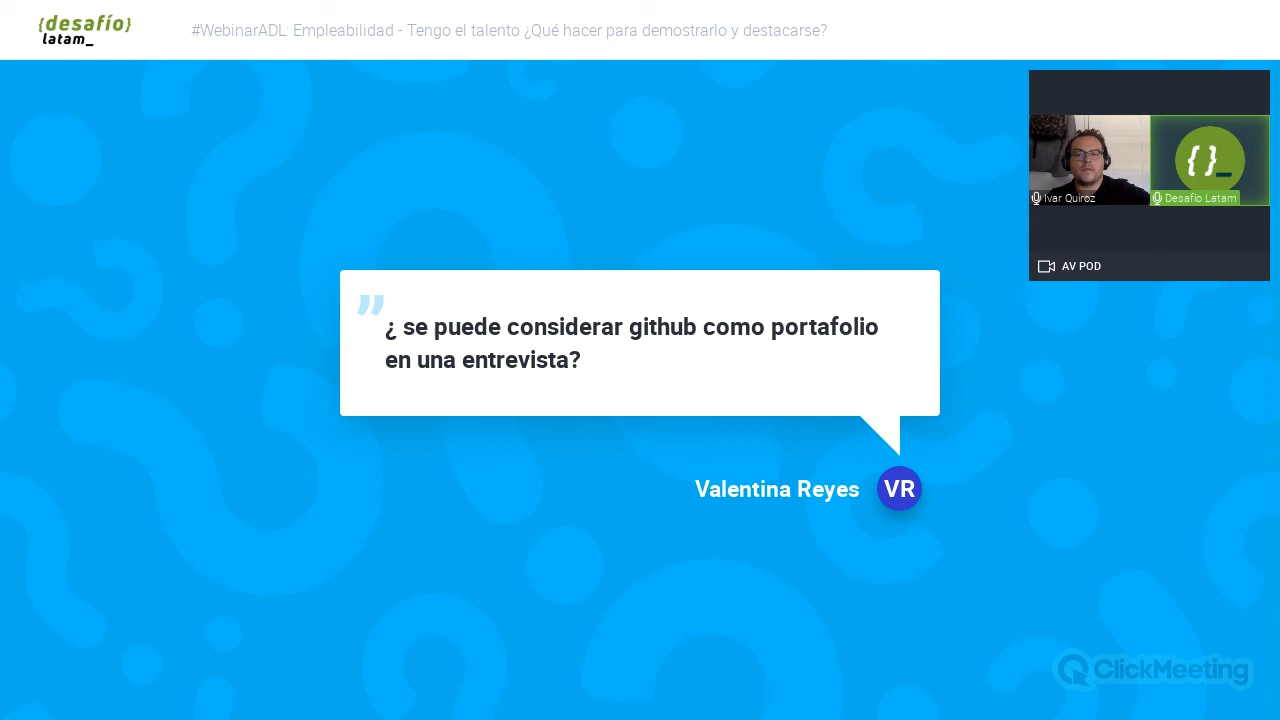 {desafío}
latam_
#WebinarADL: Empleabilidad - Tengo el talento ¿Qué hacer para demostrarlo y destacarse?
{ }_
Ivar Quiroz
Desafío Latam
AV POD
”
¿ se puede considerar github como portafolio
en una entrevista?
Valentina Reyes
VR
ClickMeeting